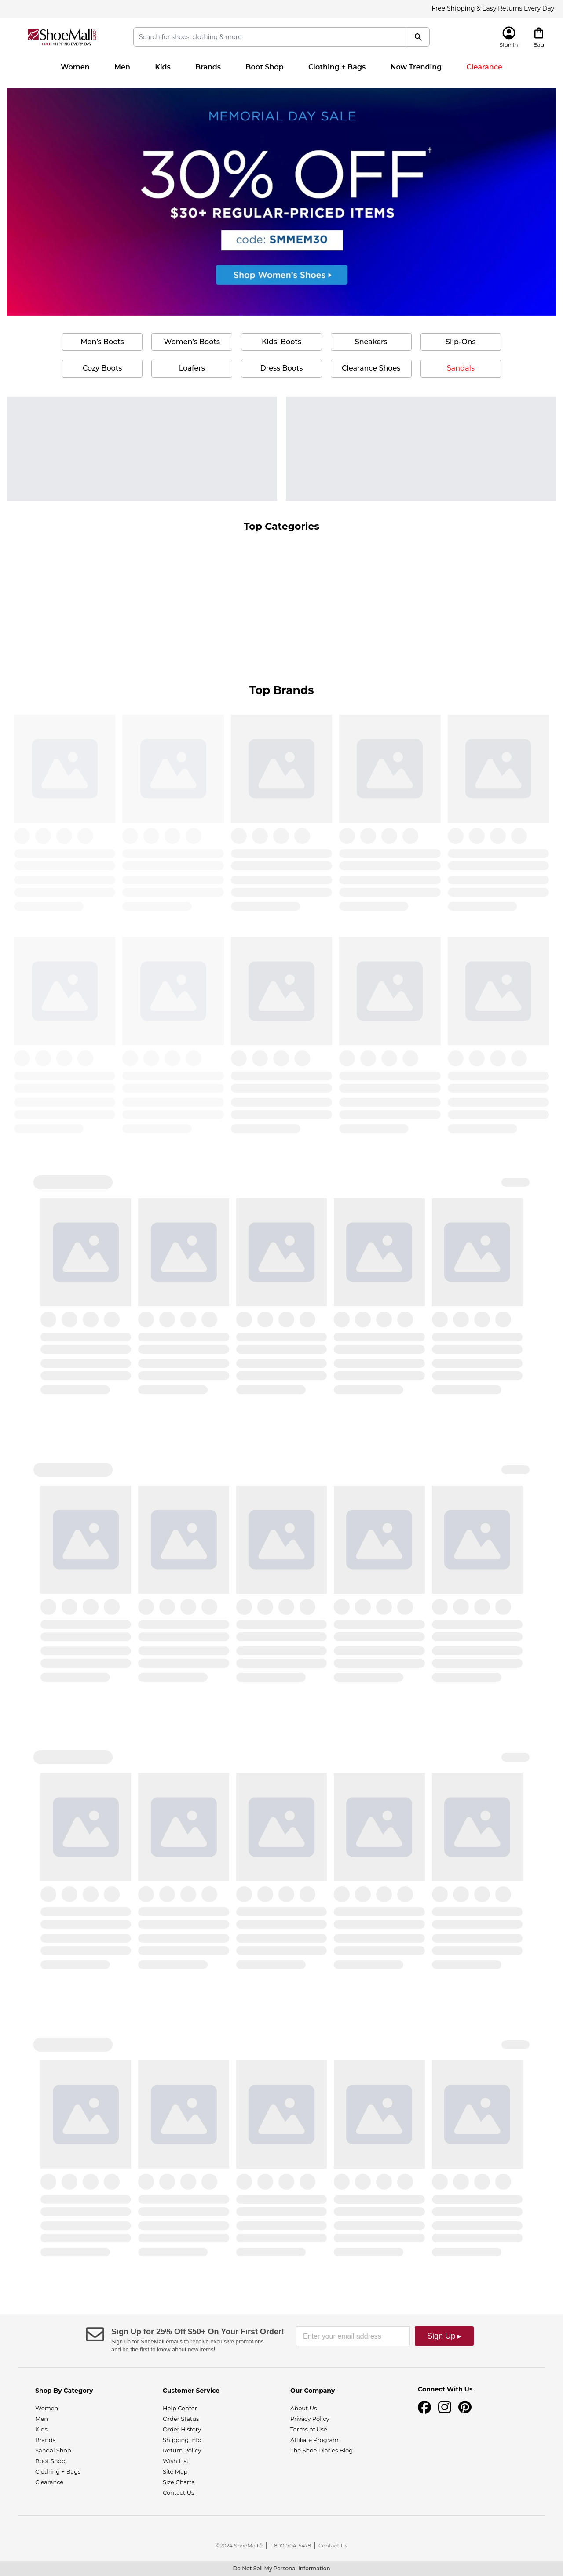 Free Shipping & Easy Returns Every Day
ShoeMall
FREE SHIPPING EVERY DAY
Search for shoes, clothing & more
Sign In
Bag
Women
Men
Kids
Brands
Boot Shop
Clothing + Bags
Now Trending
Clearance
MEMORIAL DAY SALE
30% OFF†
$30+ REGULAR-PRICED ITEMS
code: SMMEM30
Shop Women's Shoes ▸
Men's Boots
Women's Boots
Kids' Boots
Sneakers
Slip-Ons
Cozy Boots
Loafers
Dress Boots
Clearance Shoes
Sandals
Top Categories
Top Brands
Sign Up for 25% Off $50+ On Your First Order!
Sign up for ShoeMall emails to receive exclusive promotions
and be the first to know about new items!
Enter your email address
Sign Up ▸
Shop By Category
Women
Men
Kids
Brands
Sandal Shop
Boot Shop
Clothing + Bags
Clearance
Customer Service
Help Center
Order Status
Order History
Shipping Info
Return Policy
Wish List
Site Map
Size Charts
Contact Us
Our Company
About Us
Privacy Policy
Terms of Use
Affiliate Program
The Shoe Diaries Blog
Connect With Us
©2024 ShoeMall® | 1-800-704-5478 | Contact Us
Do Not Sell My Personal Information